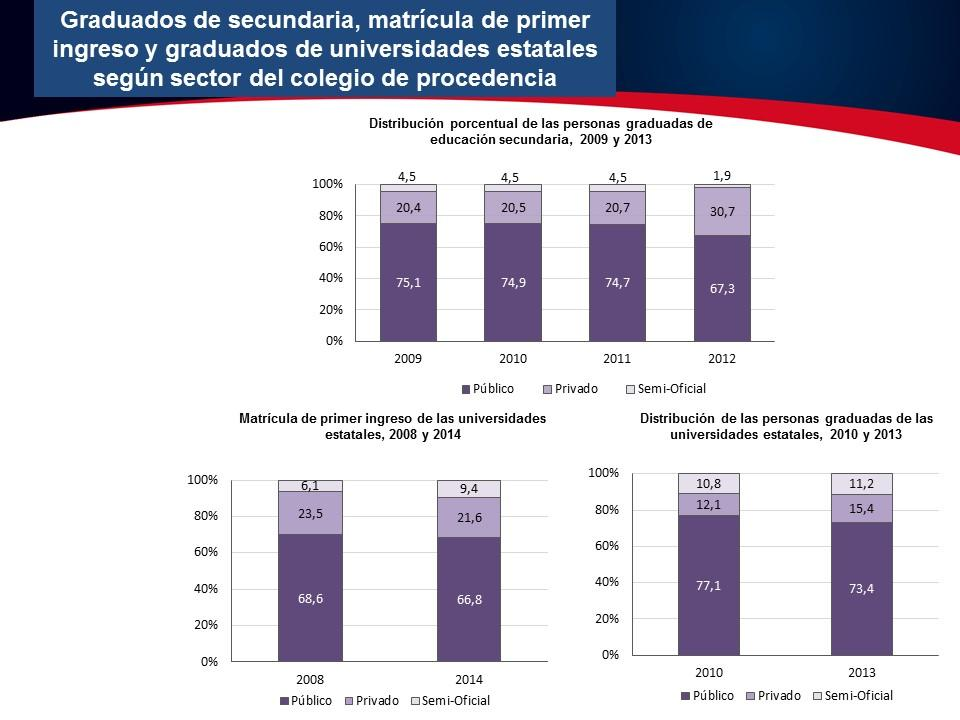 Graduados de secundaria, matrícula de primer
ingreso y graduados de universidades estatales
según sector del colegio de procedencia
Distribución porcentual de las personas graduadas de
educación secundaria, 2009 y 2013
4,5 4,5 4,5 1,9
100%
20,4 20,5 20,7 30,7
80%
60%
75,1 74,9 74,7 67,3
40%
20%
0%
2009 2010 2011 2012
Público Privado Semi-Oficial
Matrícula de primer ingreso de las universidades
estatales, 2008 y 2014
100%
6,1 9,4
23,5 21,6
80%
60%
68,6 66,8
40%
20%
0%
2008 2014
Público Privado Semi-Oficial
Distribución de las personas graduadas de las
universidades estatales, 2010 y 2013
100%
10,8 11,2
12,1 15,4
80%
60%
77,1 73,4
40%
20%
0%
2010 2013
Público Privado Semi-Oficial